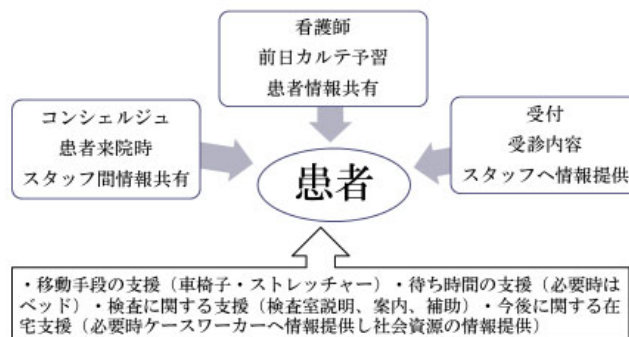 看護師
前日カルテ予習
患者情報共有
コンシェルジュ
患者来院時
スタッフ間情報共有
受付
受診内容
スタッフへ情報提供
患者
・移動手段の支援（車椅子・ストレッチャー）・待ち時間の支援（必要時は
ベッド）・検査に関する支援（検査室説明、案内、補助）・今後に関する在
宅支援（必要時ケースワーカーへ情報提供し社会資源の情報提供）